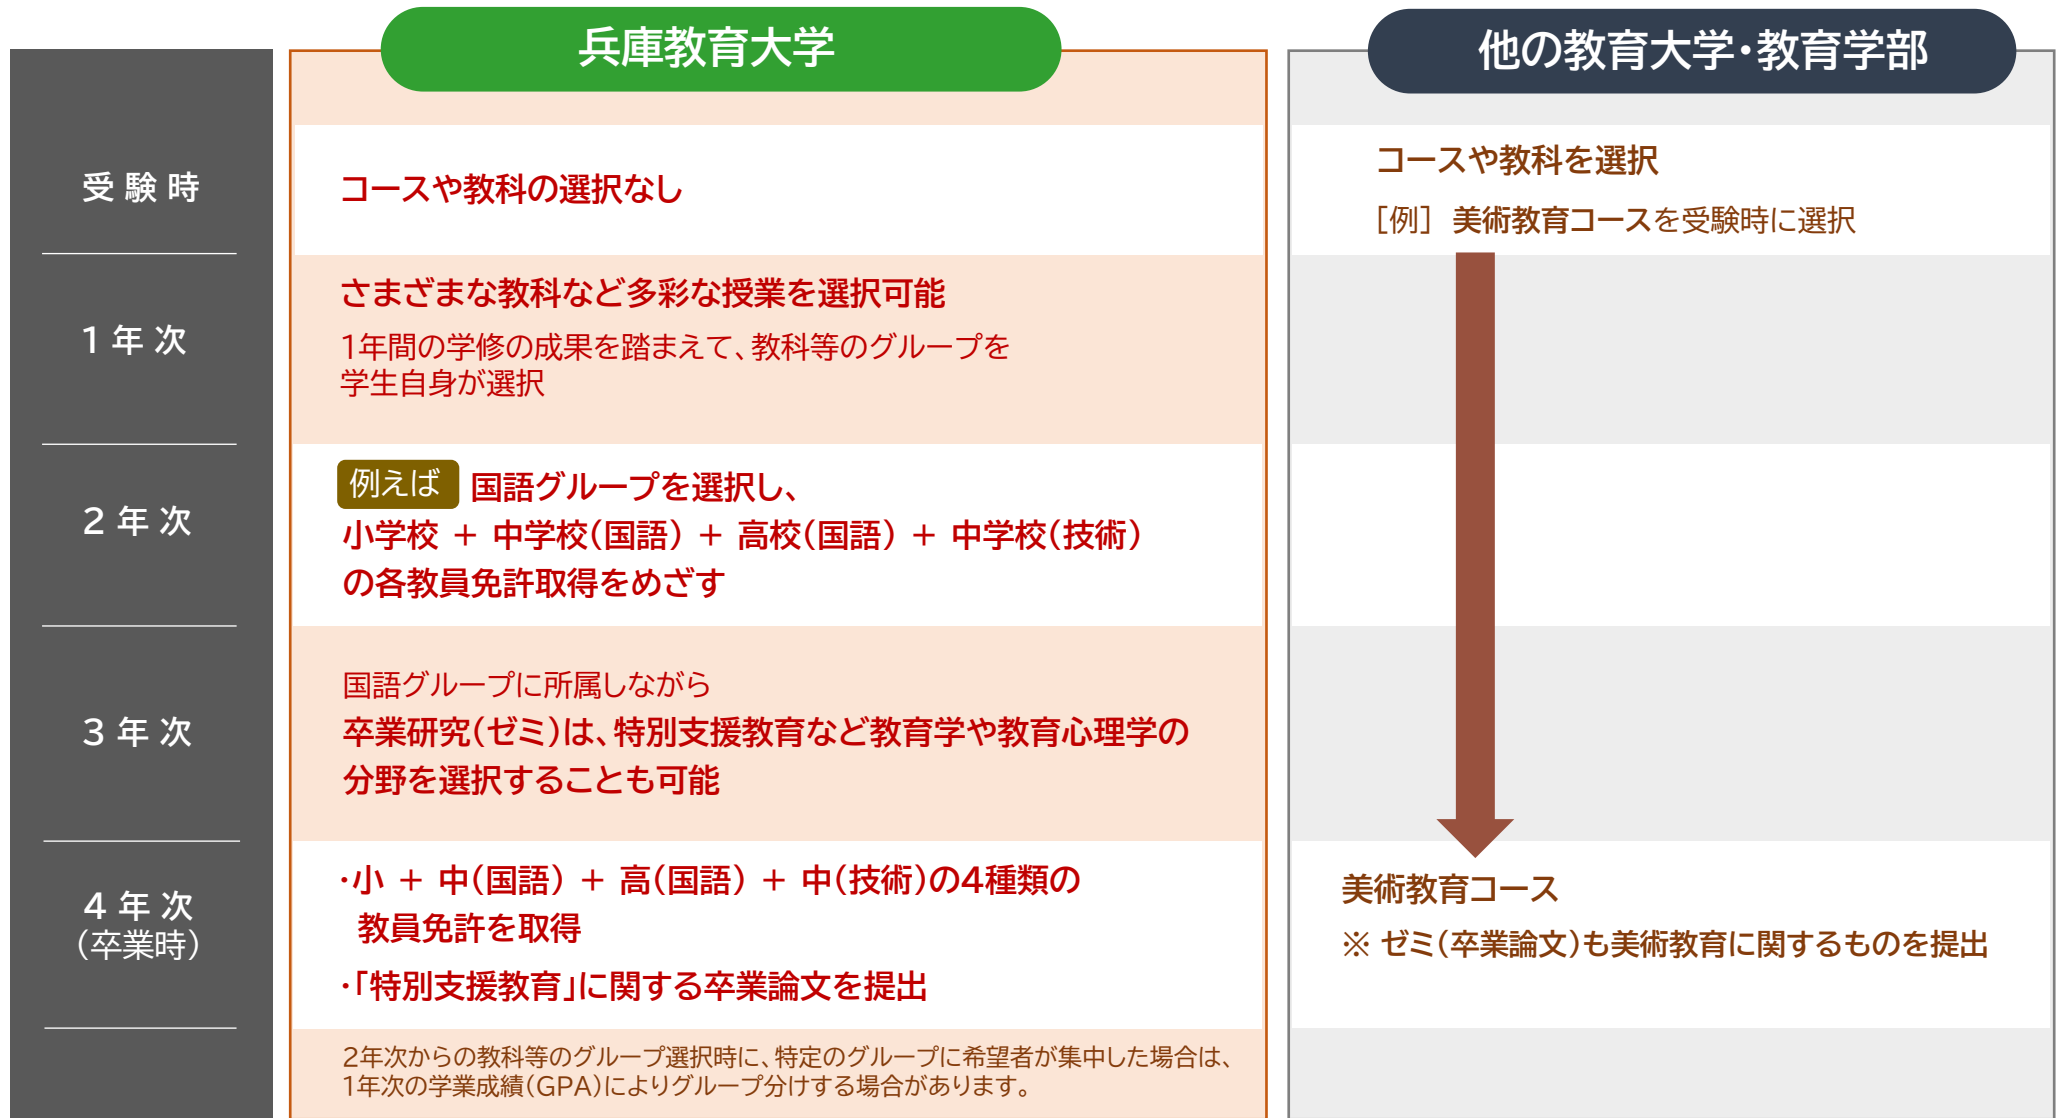 兵庫教育大学
他の教育大学・教育学部
受験時
コースや教科の選択なし
コースや教科を選択
［例］ 美術教育コースを受験時に選択
1年次
さまざまな教科など多彩な授業を選択可能
1年間の学修の成果を踏まえて、教科等のグループを
学生自身が選択
2年次
例えば 国語グループを選択し、
小学校 ＋ 中学校（国語） ＋ 高校（国語） ＋ 中学校（技術）
の各教員免許取得をめざす
3年次
国語グループに所属しながら
卒業研究（ゼミ）は、特別支援教育など教育学や教育心理学の
分野を選択することも可能
4年次
（卒業時）
・小 ＋ 中（国語） ＋ 高（国語） ＋ 中（技術）の4種類の
教員免許を取得
・「特別支援教育」に関する卒業論文を提出
美術教育コース
※ ゼミ（卒業論文）も美術教育に関するものを提出
2年次からの教科等のグループ選択時に、特定のグループに希望者が集中した場合は、
1年次の学業成績（GPA）によりグループ分けする場合があります。